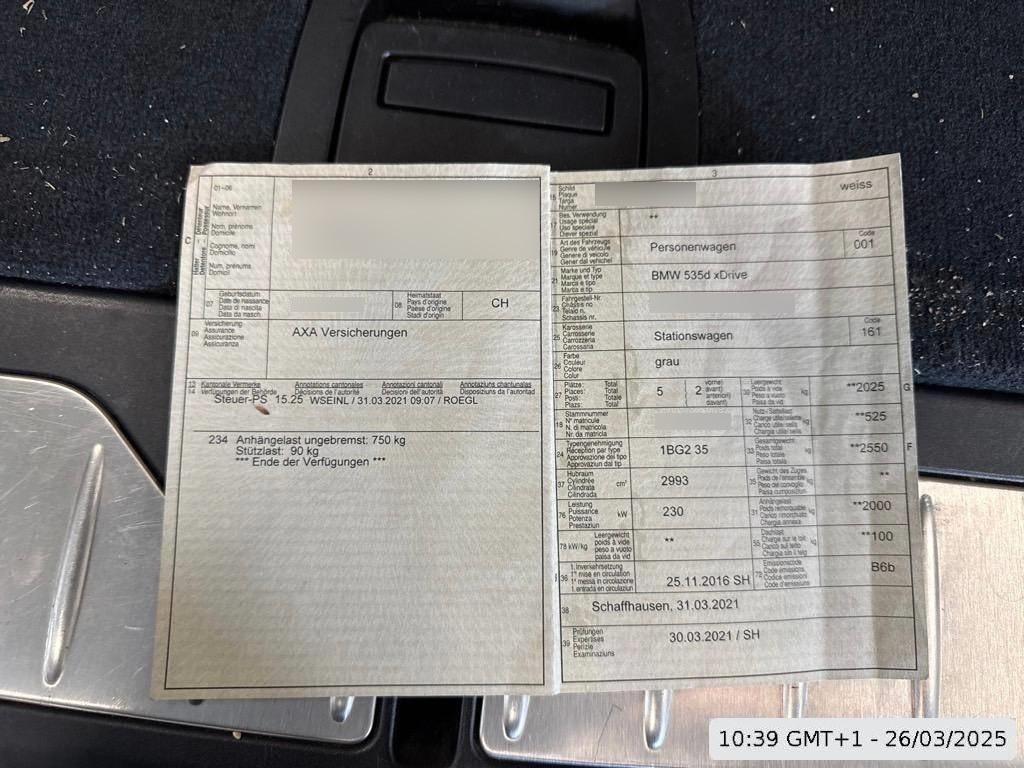 2
01-06
Name, Vornamen
Wohnort
Nom, prénoms
Domicile
Cognome, nomi
Domicilio
Num, prenums
Domicil
C
Halter
Détenteur
Detentore
Possessur
07
Geburtsdatum
Date de naissance
Data di nascita
Data da nasch.
08
Heimatstaat
Pays d'origine
Paese d'origine
Stadi d'origin
CH
09
Versicherung
Assurance
Assicurazione
Assicuranza
AXA Versicherungen
13
14
Kantonale Vermerke
Verfügungen der Behörde
Annotations cantonales
Décisions de l'autorité
Annotazioni cantonali
Decisioni dell'autorità
Annotaziuns chantunalas
Disposiziuns da l'autoritad
Steuer-PS 15.25 WSEINL / 31.03.2021 09:07 / ROEGL
234 Anhängelast ungebremst: 750 kg
Stützlast: 90 kg
*** Ende der Verfügungen ***
3
15
Schild
Plaque
Targa
Numer
weiss
Bes. Verwendung
Usage spécial
Uso speciale
Diever spezial
**
19
Art des Fahrzeugs
Genre de véhicule
Genere di veicolo
Gener dal vehichel
Personenwagen
Code
001
21
Marke und Typ
Marque et type
Marca e tipo
Marca e tip
BMW 535d xDrive
23
Fahrgestell-Nr.
Châssis no
Telaio n.
Schassis nr.
25
Karosserie
Carrosserie
Carrozzeria
Carossaria
Stationswagen
Code
161
26
Farbe
Couleur
Colore
Colur
grau
27
Plätze: Total
Places: Total
Posti: Totale
Plazs: Total
5
2
vorne)
avant)
anteriori)
davant)
Leergewicht
Poids à vide
Peso a vuoto
Paisa da vid
kg
**2025
G
18
Stammnummer
N° matricule
N. di matricola
Nr. da matricla
32
Nutz-/Sattellast
Charge utile/sellette
Carico utile/sella
Chargia utila/sella
kg
**525
24
Typengenehmigung
Réception par type
Approvazione del tipo
Approvaziun dal tip
1BG2 35
33
Gesamtgewicht
Poids total
Peso totale
Paisa totala
kg
**2550
F
37
Hubraum
Cylindrée
Cilindrata
Cilindrada
cm³
2993
35
Gewicht des Zuges
Poids de l'ensemble
Peso del convoglio
Paisa cumposiziun
kg
**
76
Leistung
Puissance
Potenza
Prestaziun
kW
230
31
Anhängelast
Poids remorquable
Carico rimorchiato
Chargia annexa
kg
**2000
78 kW/kg
Leergewicht
poids à vide
peso a vuoto
paisa da vid
**
55
Dachlast
Charge sur le toit
Carico sul tetto
Chargia sin il tetg
kg
**100
36
1. Inverkehrsetzung
1re mise en circulation
1a messa in circolazione
1. entrada en circulaziun
25.11.2016 SH
72
Emissionscode
Code émissions
Codice emissioni
Code d'emissiuns
B6b
38
Schaffhausen, 31.03.2021
39
Prüfungen
Expertises
Perizie
Examinaziuns
30.03.2021 / SH
10:39 GMT+1 - 26/03/2025